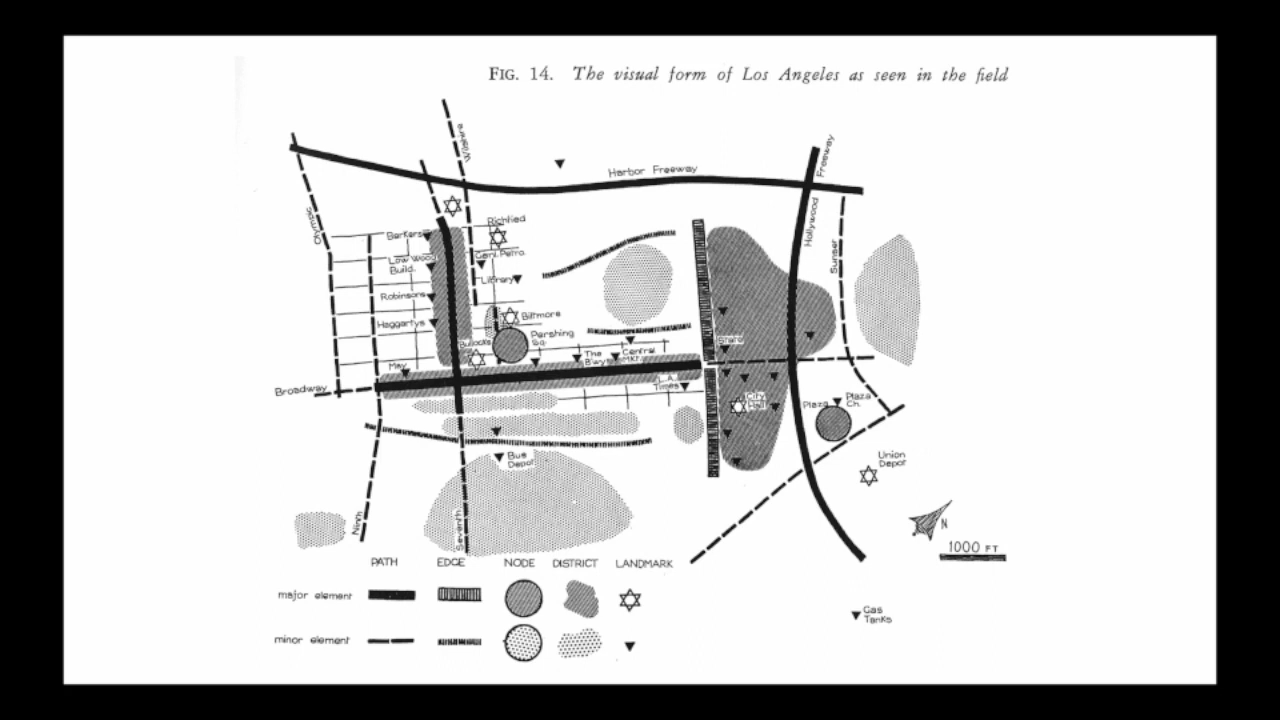 FIG. 14. The visual form of Los Angeles as seen in the field
Wilshire
Harbor Freeway
Freeway
Hollywood
Sunset
Olympic
Richfield
Barkers
Low Wood
Build.
Genl. Petro.
Library
Robinsons
Biltmore
Haggartys
Pershing
Sq.
Bullocks
The
B'way
Central
Mkt.
State
May
Broadway
L.A.
Times
City
Hall
Plaza
Plaza
Ch.
Bus
Depot
Union
Depot
Ninth
Seventh
N
1000 FT
PATH EDGE NODE DISTRICT LANDMARK
major element
minor element
Gas
Tanks